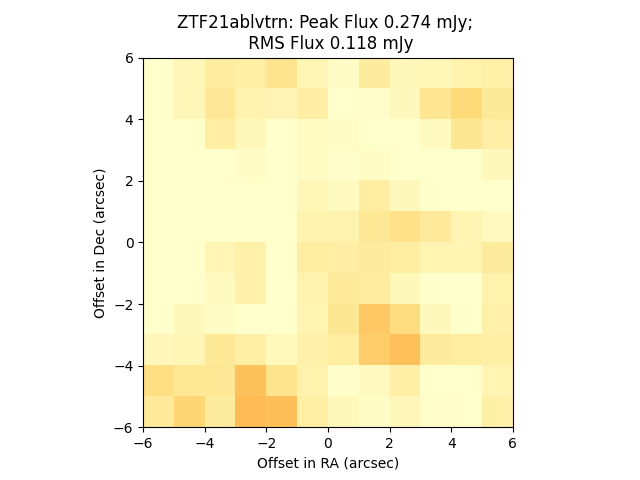 ZTF21ablvtrn: Peak Flux 0.274 mJy;
RMS Flux 0.118 mJy
6
4
2
0
−2
−4
−6
Offset in Dec (arcsec)
−6 −4 −2 0 2 4 6
Offset in RA (arcsec)